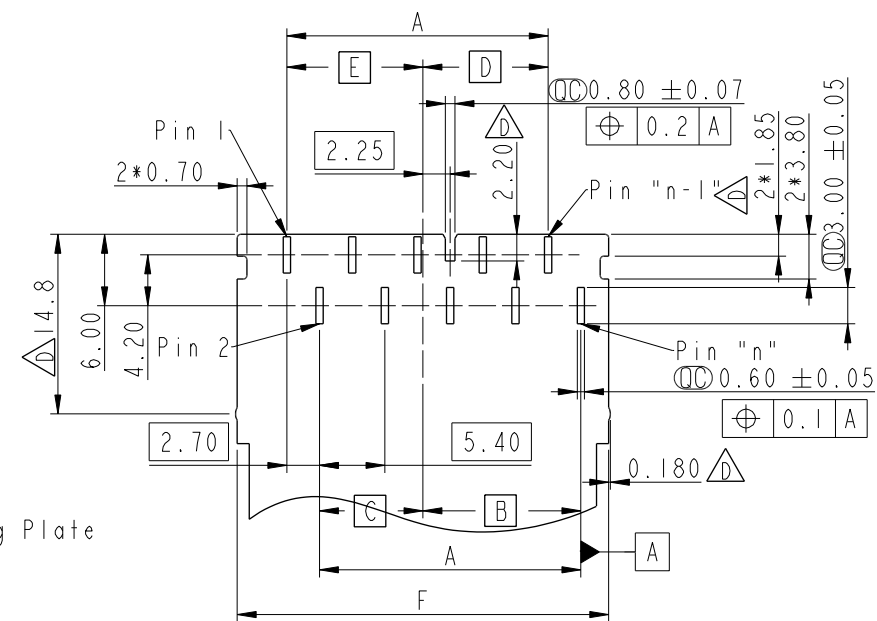 A
E
D
QC 0.80 ±0.07
⌖ 0.2 A
D
2.20
2.25
Pin 1
2*0.70
Pin "n-1" D
2*1.85
2*3.80
QC 3.00 ±0.05
D 14.8
6.00
4.20
Pin 2
Pin "n"
QC 0.60 ±0.05
⌖ 0.1 A
2.70
5.40
0.180 D
C
B
g Plate
A
A
F